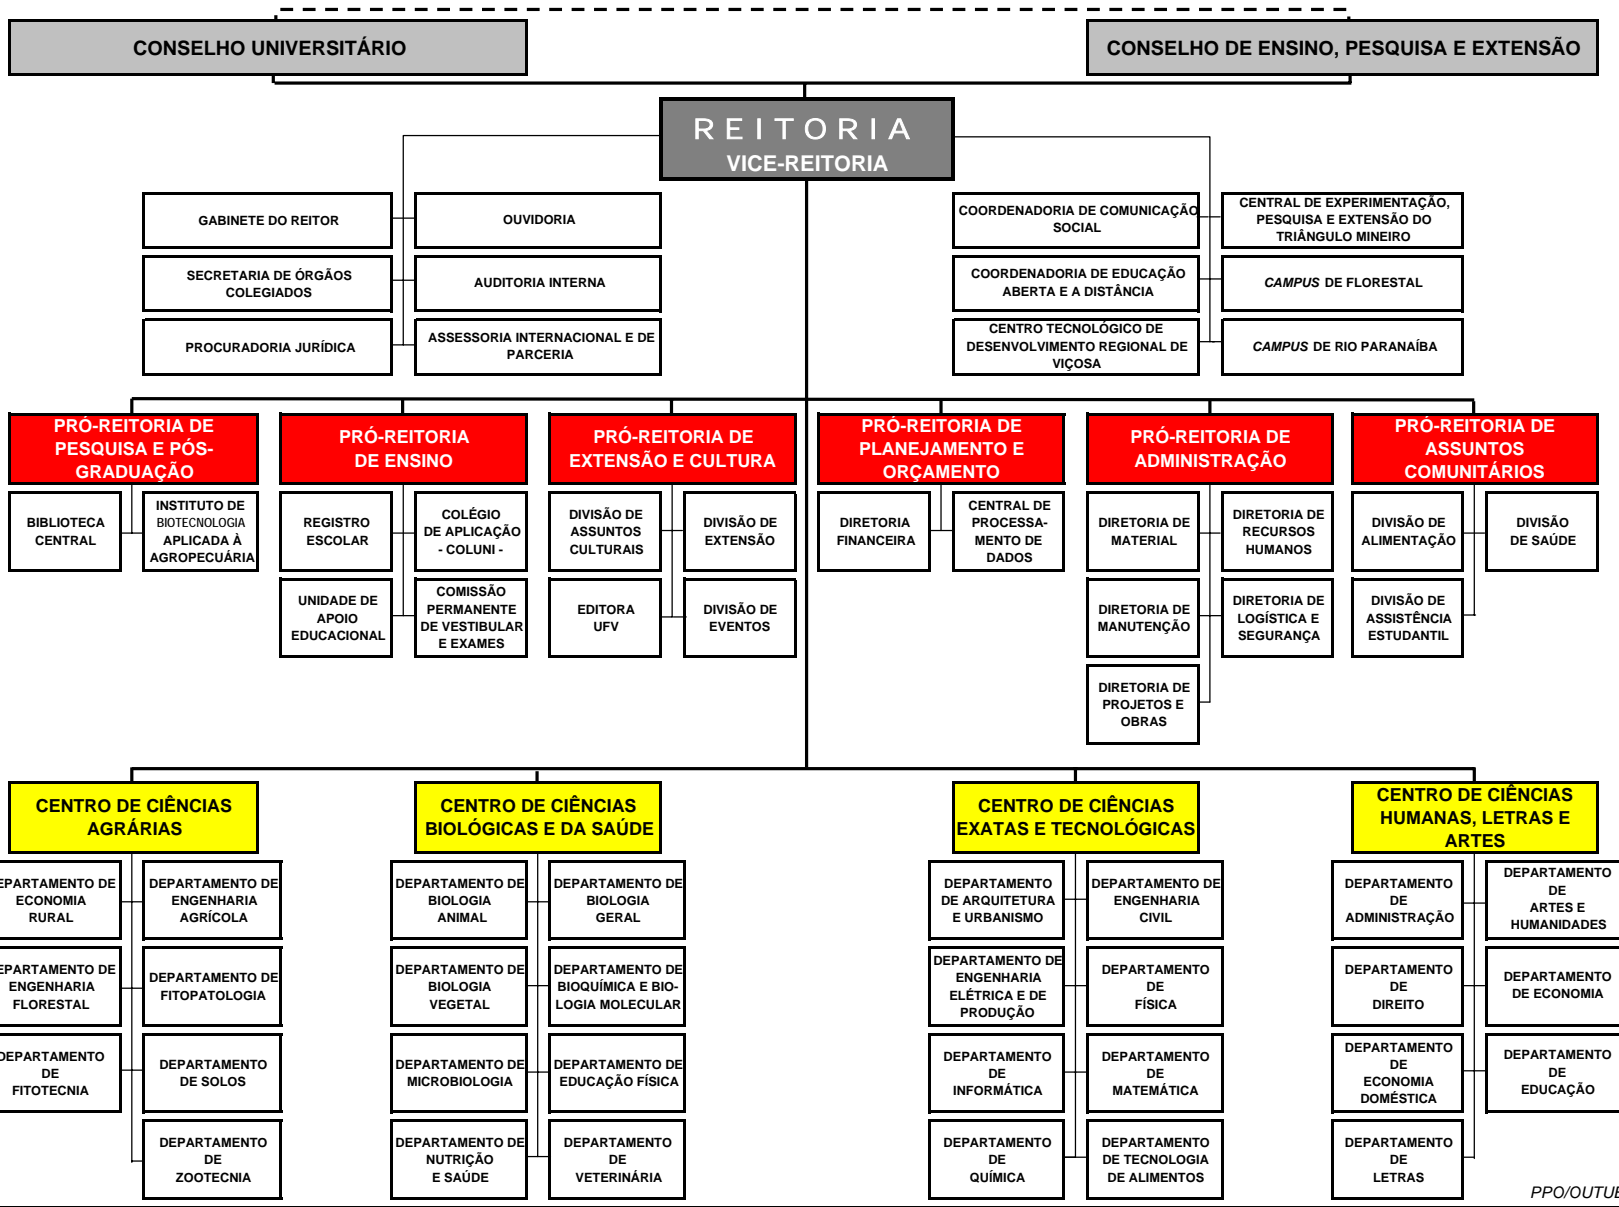 CONSELHO UNIVERSITÁRIO
CONSELHO DE ENSINO, PESQUISA E EXTENSÃO
REITORIA
VICE-REITORIA
GABINETE DO REITOR
OUVIDORIA
SECRETARIA DE ÓRGÃOS
COLEGIADOS
AUDITORIA INTERNA
PROCURADORIA JURÍDICA
ASSESSORIA INTERNACIONAL E DE
PARCERIA
COORDENADORIA DE COMUNICAÇÃO
SOCIAL
CENTRAL DE EXPERIMENTAÇÃO,
PESQUISA E EXTENSÃO DO
TRIÂNGULO MINEIRO
COORDENADORIA DE EDUCAÇÃO
ABERTA E A DISTÂNCIA
CAMPUS DE FLORESTAL
CENTRO TECNOLÓGICO DE
DESENVOLVIMENTO REGIONAL DE
VIÇOSA
CAMPUS DE RIO PARANAÍBA
PRÓ-REITORIA DE
PESQUISA E PÓS-
GRADUAÇÃO
BIBLIOTECA
CENTRAL
INSTITUTO DE
BIOTECNOLOGIA
APLICADA À
AGROPECUÁRIA
PRÓ-REITORIA
DE ENSINO
REGISTRO
ESCOLAR
COLÉGIO
DE APLICAÇÃO
- COLUNI -
UNIDADE DE
APOIO
EDUCACIONAL
COMISSÃO
PERMANENTE
DE VESTIBULAR
E EXAMES
PRÓ-REITORIA DE
EXTENSÃO E CULTURA
DIVISÃO DE
ASSUNTOS
CULTURAIS
DIVISÃO DE
EXTENSÃO
EDITORA
UFV
DIVISÃO DE
EVENTOS
PRÓ-REITORIA DE
PLANEJAMENTO E
ORÇAMENTO
DIRETORIA
FINANCEIRA
CENTRAL DE
PROCESSA-
MENTO DE
DADOS
PRÓ-REITORIA DE
ADMINISTRAÇÃO
DIRETORIA DE
MATERIAL
DIRETORIA DE
RECURSOS
HUMANOS
DIRETORIA DE
MANUTENÇÃO
DIRETORIA DE
LOGÍSTICA E
SEGURANÇA
DIRETORIA DE
PROJETOS E
OBRAS
PRÓ-REITORIA DE
ASSUNTOS
COMUNITÁRIOS
DIVISÃO DE
ALIMENTAÇÃO
DIVISÃO
DE SAÚDE
DIVISÃO DE
ASSISTÊNCIA
ESTUDANTIL
CENTRO DE CIÊNCIAS
AGRÁRIAS
EPARTAMENTO DE
ECONOMIA
RURAL
DEPARTAMENTO DE
ENGENHARIA
AGRÍCOLA
EPARTAMENTO DE
ENGENHARIA
FLORESTAL
DEPARTAMENTO DE
FITOPATOLOGIA
DEPARTAMENTO
DE
FITOTECNIA
DEPARTAMENTO
DE SOLOS
DEPARTAMENTO
DE
ZOOTECNIA
CENTRO DE CIÊNCIAS
BIOLÓGICAS E DA SAÚDE
DEPARTAMENTO DE
BIOLOGIA
ANIMAL
DEPARTAMENTO DE
BIOLOGIA
GERAL
DEPARTAMENTO DE
BIOLOGIA
VEGETAL
DEPARTAMENTO DE
BIOQUÍMICA E BIO-
LOGIA MOLECULAR
DEPARTAMENTO DE
MICROBIOLOGIA
DEPARTAMENTO DE
EDUCAÇÃO FÍSICA
DEPARTAMENTO DE
NUTRIÇÃO
E SAÚDE
DEPARTAMENTO
DE
VETERINÁRIA
CENTRO DE CIÊNCIAS
EXATAS E TECNOLÓGICAS
DEPARTAMENTO
DE ARQUITETURA
E URBANISMO
DEPARTAMENTO DE
ENGENHARIA
CIVIL
DEPARTAMENTO DE
ENGENHARIA
ELÉTRICA E DE
PRODUÇÃO
DEPARTAMENTO
DE
FÍSICA
DEPARTAMENTO
DE
INFORMÁTICA
DEPARTAMENTO
DE
MATEMÁTICA
DEPARTAMENTO
DE
QUÍMICA
DEPARTAMENTO
DE TECNOLOGIA
DE ALIMENTOS
CENTRO DE CIÊNCIAS
HUMANAS, LETRAS E
ARTES
DEPARTAMENTO
DE
ADMINISTRAÇÃO
DEPARTAMENTO
DE
ARTES E
HUMANIDADES
DEPARTAMENTO
DE
DIREITO
DEPARTAMENTO
DE ECONOMIA
DEPARTAMENTO
DE
ECONOMIA
DOMÉSTICA
DEPARTAMENTO
DE
EDUCAÇÃO
DEPARTAMENTO
DE
LETRAS
PPO/OUTUB